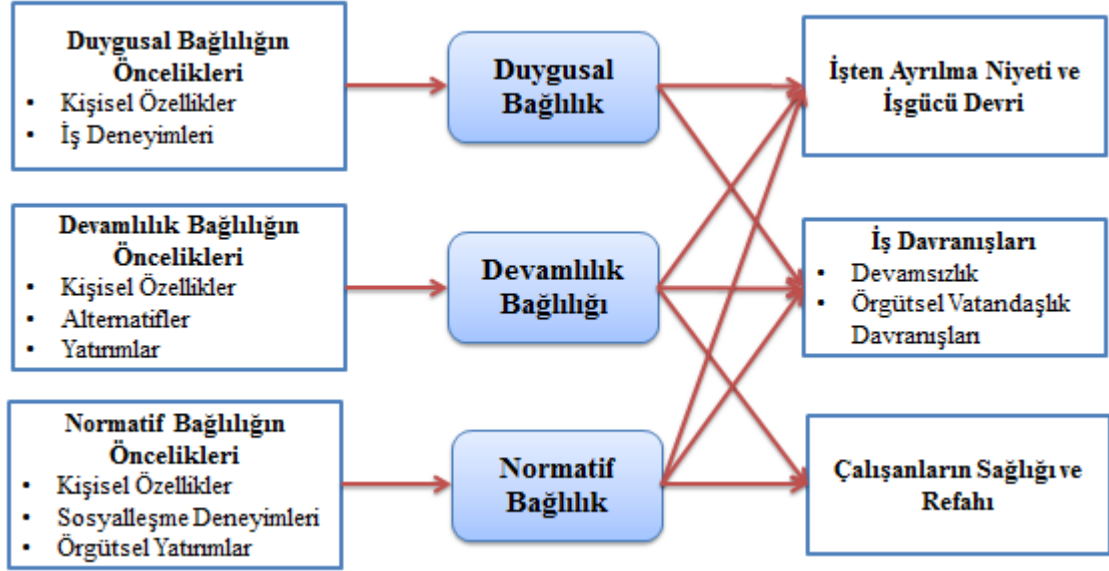 Duygusal Bağlılığın
Öncelikleri
• Kişisel Özellikler
• İş Deneyimleri
Duygusal
Bağlılık
İşten Ayrılma Niyeti ve
İşgücü Devri
Devamlılık Bağlılığın
Öncelikleri
• Kişisel Özellikler
• Alternatifler
• Yatırımlar
Devamlılık
Bağlılığı
İş Davranışları
• Devamsızlık
• Örgütsel Vatandaşlık
Davranışları
Normatif Bağlılığın
Öncelikleri
• Kişisel Özellikler
• Sosyalleşme Deneyimleri
• Örgütsel Yatırımlar
Normatif
Bağlılık
Çalışanların Sağlığı ve
Refahı